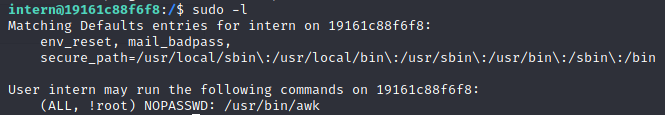 intern@19161c88f6f8:/$ sudo -l
Matching Defaults entries for intern on 19161c88f6f8:
    env_reset, mail_badpass,
    secure_path=/usr/local/sbin\:/usr/local/bin\:/usr/sbin\:/usr/bin\:/sbin\:/bin

User intern may run the following commands on 19161c88f6f8:
    (ALL, !root) NOPASSWD: /usr/bin/awk